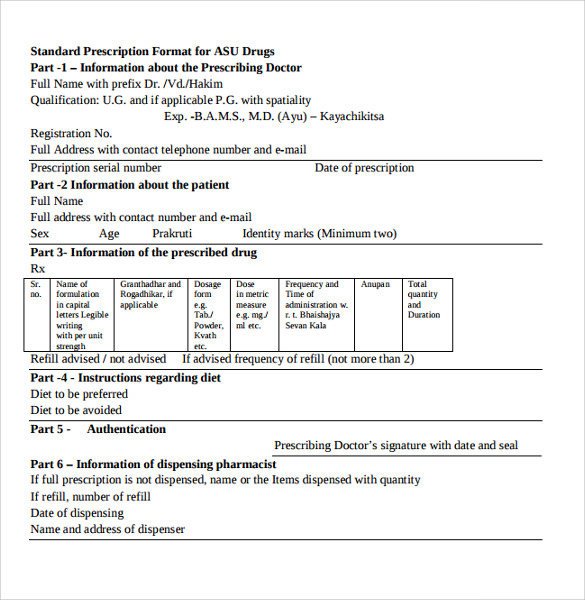 Standard Prescription Format for ASU Drugs
Part -1 – Information about the Prescribing Doctor
Full Name with prefix Dr. /Vd./Hakim
Qualification: U.G. and if applicable P.G. with spatiality
Exp. -B.A.M.S., M.D. (Ayu) – Kayachikitsa
Registration No.
Full Address with contact telephone number and e-mail
Prescription serial number Date of prescription
Part -2 Information about the patient
Full Name
Full address with contact number and e-mail
Sex Age Prakruti Identity marks (Minimum two)
Part 3- Information of the prescribed drug
Rx
Sr.
no.
Name of
formulation
in capital
letters Legible
writing
with per unit
strength
Granthadhar and
Rogadhikar, if
applicable
Dosage
form
e.g.
Tab./
Powder,
Kvath
etc.
Dose
in metric
measure
e.g. mg./
ml etc.
Frequency and
Time of
administration w.
r. t. Bhaishajya
Sevan Kala
Anupan
Total
quantity
and
Duration
Refill advised / not advised If advised frequency of refill (not more than 2)
Part -4 - Instructions regarding diet
Diet to be preferred
Diet to be avoided
Part 5 - Authentication
Prescribing Doctor's signature with date and seal
Part 6 – Information of dispensing pharmacist
If full prescription is not dispensed, name or the Items dispensed with quantity
If refill, number of refill
Date of dispensing
Name and address of dispenser